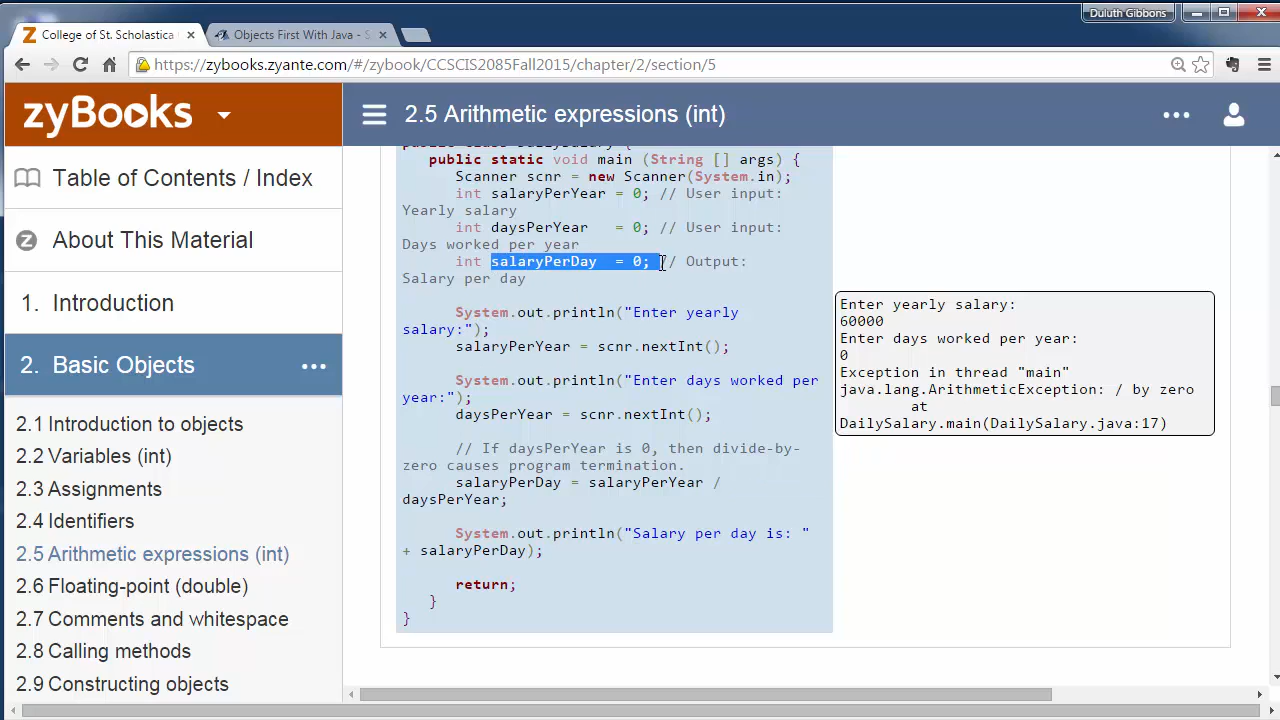 Duluth Gibbons
College of St. Scholastica
Objects First With Java - S
https://zybooks.zyante.com/#/zybook/CCSCIS2085Fall2015/chapter/2/section/5
zyBooks
2.5 Arithmetic expressions (int)
Table of Contents / Index
About This Material
1. Introduction
2. Basic Objects
2.1 Introduction to objects
2.2 Variables (int)
2.3 Assignments
2.4 Identifiers
2.5 Arithmetic expressions (int)
2.6 Floating-point (double)
2.7 Comments and whitespace
2.8 Calling methods
2.9 Constructing objects
public class DailySalary {
public static void main (String [] args) {
Scanner scnr = new Scanner(System.in);
int salaryPerYear = 0; // User input:
Yearly salary
int daysPerYear   = 0; // User input:
Days worked per year
int salaryPerDay  = 0; // Output:
Salary per day
System.out.println("Enter yearly
salary:");
salaryPerYear = scnr.nextInt();
System.out.println("Enter days worked per
year:");
daysPerYear = scnr.nextInt();
// If daysPerYear is 0, then divide-by-
zero causes program termination.
salaryPerDay = salaryPerYear /
daysPerYear;
System.out.println("Salary per day is: "
+ salaryPerDay);
return;
}
}
Enter yearly salary:
60000
Enter days worked per year:
0
Exception in thread "main"
java.lang.ArithmeticException: / by zero
at
DailySalary.main(DailySalary.java:17)